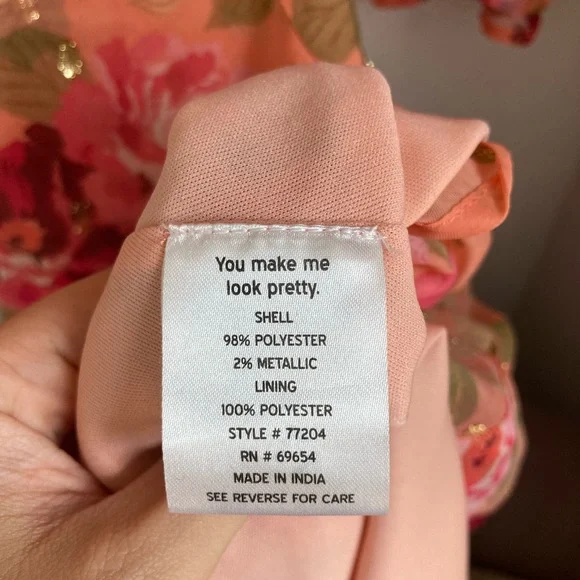 You make me
look pretty.
SHELL
98% POLYESTER
2% METALLIC
LINING
100% POLYESTER
STYLE # 77204
RN # 69654
MADE IN INDIA
SEE REVERSE FOR CARE